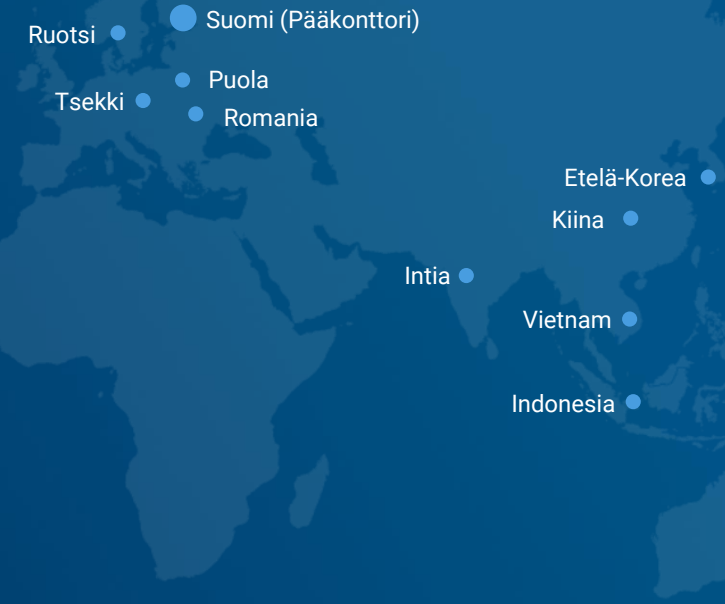 Suomi (Pääkonttori)
Ruotsi
Puola
Tsekki
Romania
Etelä-Korea
Kiina
Intia
Vietnam
Indonesia